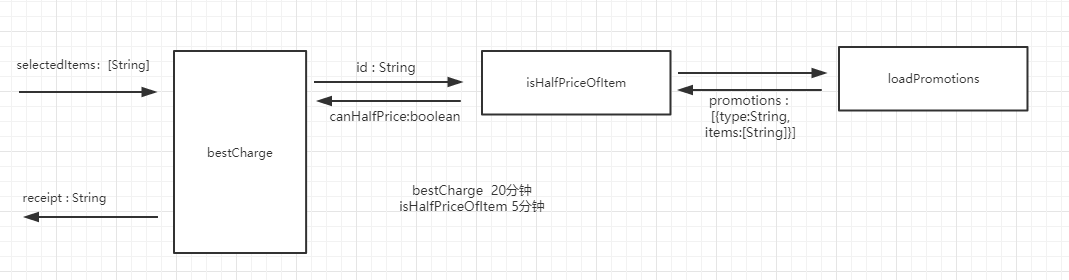 selectedItems:  [String]
bestCharge
receipt : String
id : String
canHalfPrice:boolean
isHalfPriceOfItem
promotions :
[{type:String,
items:[String]}]
loadPromotions
bestCharge  20分钟
isHalfPriceOfItem 5分钟